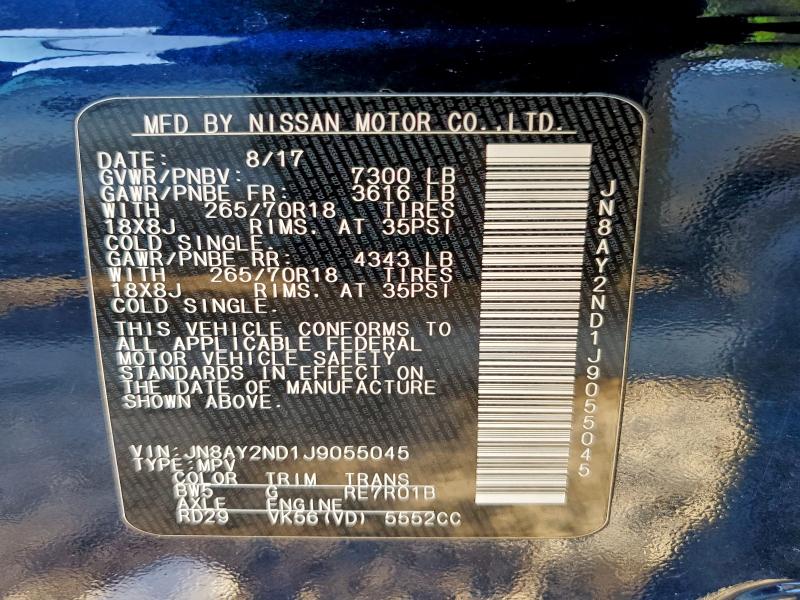 MFD BY NISSAN MOTOR CO.,LTD.
DATE: 8/17
GVWR/PNBV: 7300 LB
GAWR/PNBE FR: 3616 LB
WITH 265/70R18 TIRES
18X8J RIMS. AT 35PSI
COLD SINGLE.
GAWR/PNBE RR: 4343 LB
WITH 265/70R18 TIRES
18X8J RIMS. AT 35PSI
COLD SINGLE.
THIS VEHICLE CONFORMS TO
ALL APPLICABLE FEDERAL
MOTOR VEHICLE SAFETY
STANDARDS IN EFFECT ON
THE DATE OF MANUFACTURE
SHOWN ABOVE.
VIN:JN8AY2ND1J9055045
TYPE:MPV
COLOR TRIM TRANS
BW5 G RE7R01B
AXLE ENGINE
RD29 VK56(VD) 5552CC
JN8AY2ND1J9055045